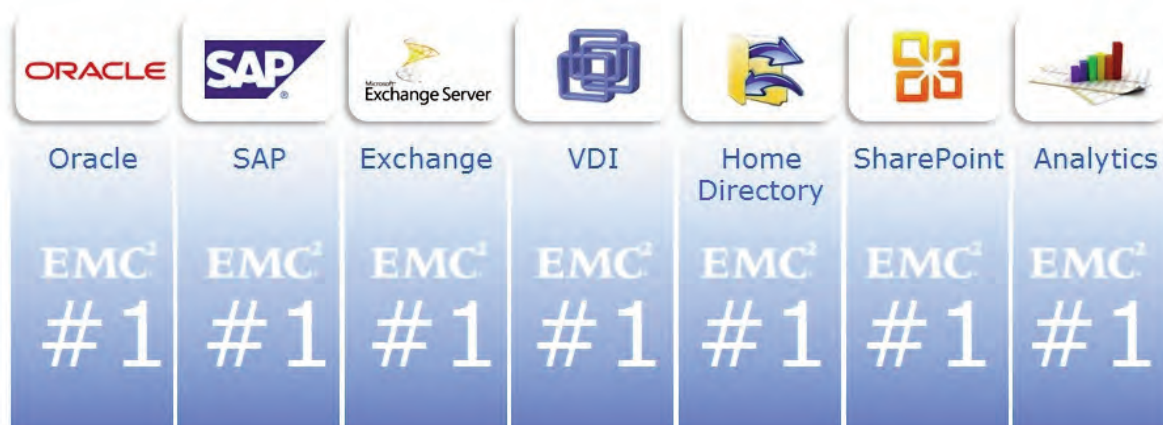 ORACLE
SAP®
Microsoft®
Exchange Server
Oracle
SAP
Exchange
VDI
Home
Directory
SharePoint
Analytics
EMC²
#1
EMC²
#1
EMC²
#1
EMC²
#1
EMC²
#1
EMC²
#1
EMC²
#1